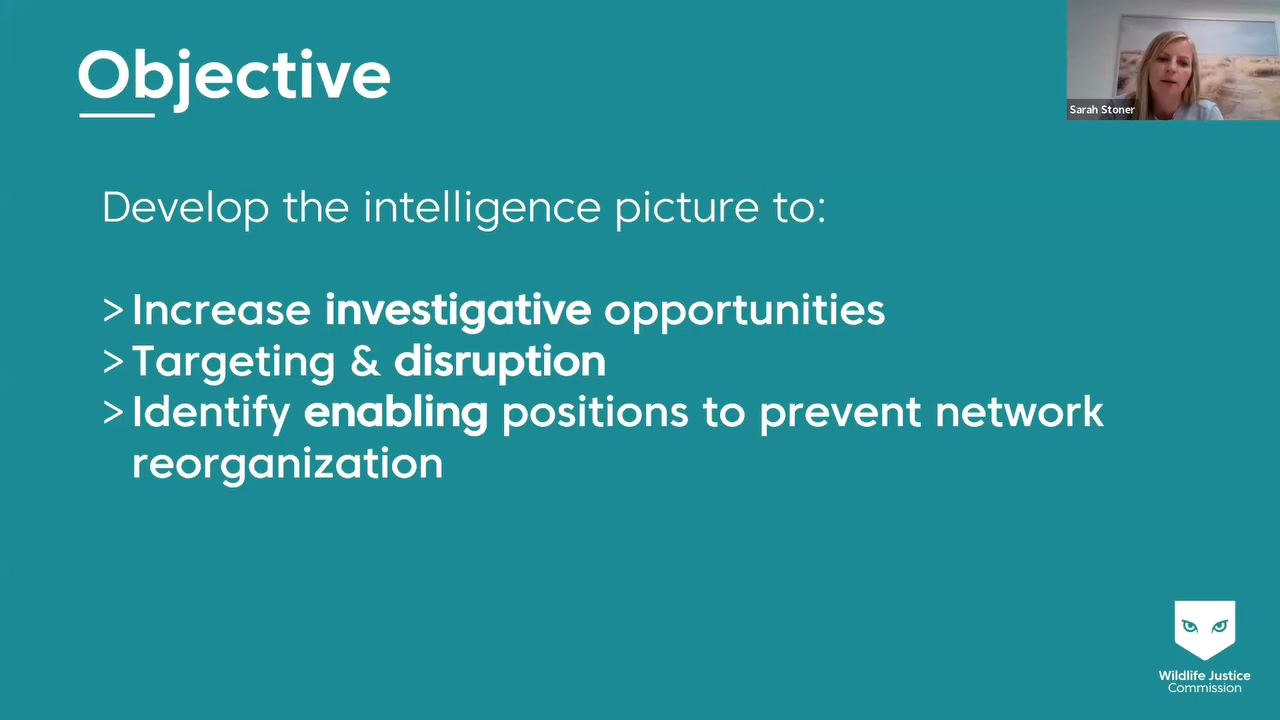 Objective
Sarah Stoner
Develop the intelligence picture to:
> Increase investigative opportunities
> Targeting & disruption
> Identify enabling positions to prevent network
reorganization
Wildlife Justice
Commission